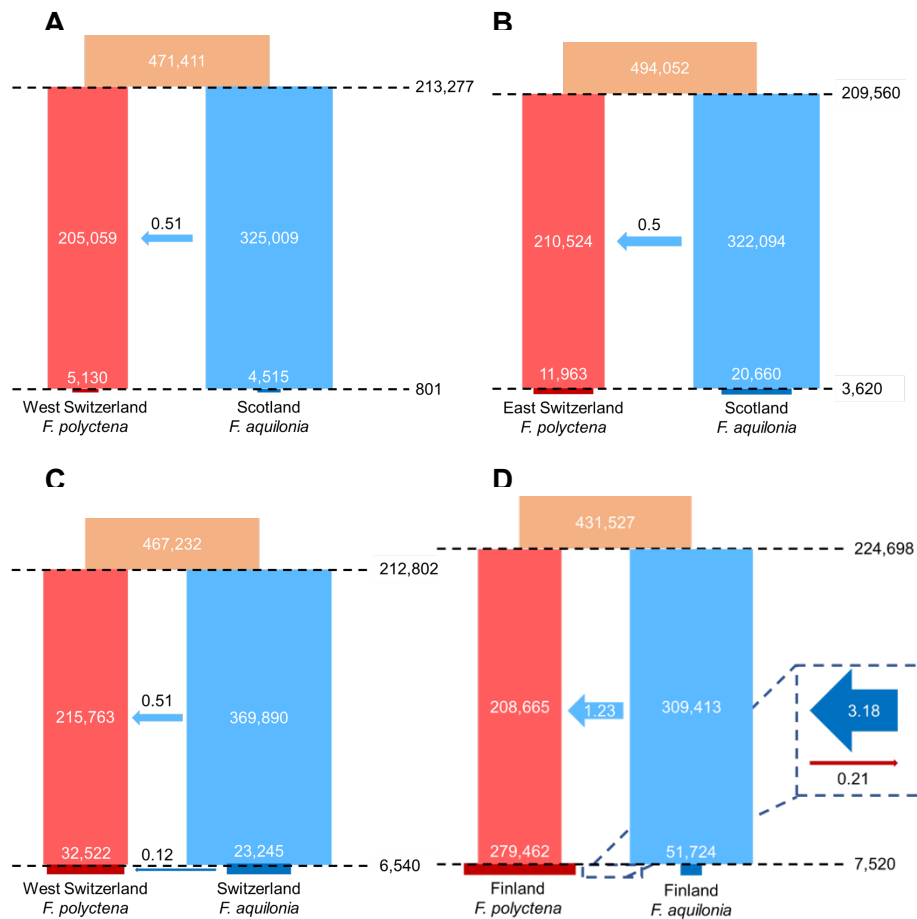 A
471,411
213,277
205,059
0.51
325,009
5,130
4,515
801
West Switzerland
F. polyctena
Scotland
F. aquilonia
B
494,052
209,560
210,524
0.5
322,094
11,963
20,660
3,620
East Switzerland
F. polyctena
Scotland
F. aquilonia
C
467,232
212,802
215,763
0.51
369,890
32,522
0.12
23,245
6,540
West Switzerland
F. polyctena
Switzerland
F. aquilonia
D
431,527
224,698
208,665
1.23
309,413
3.18
0.21
279,462
51,724
7,520
Finland
F. polyctena
Finland
F. aquilonia